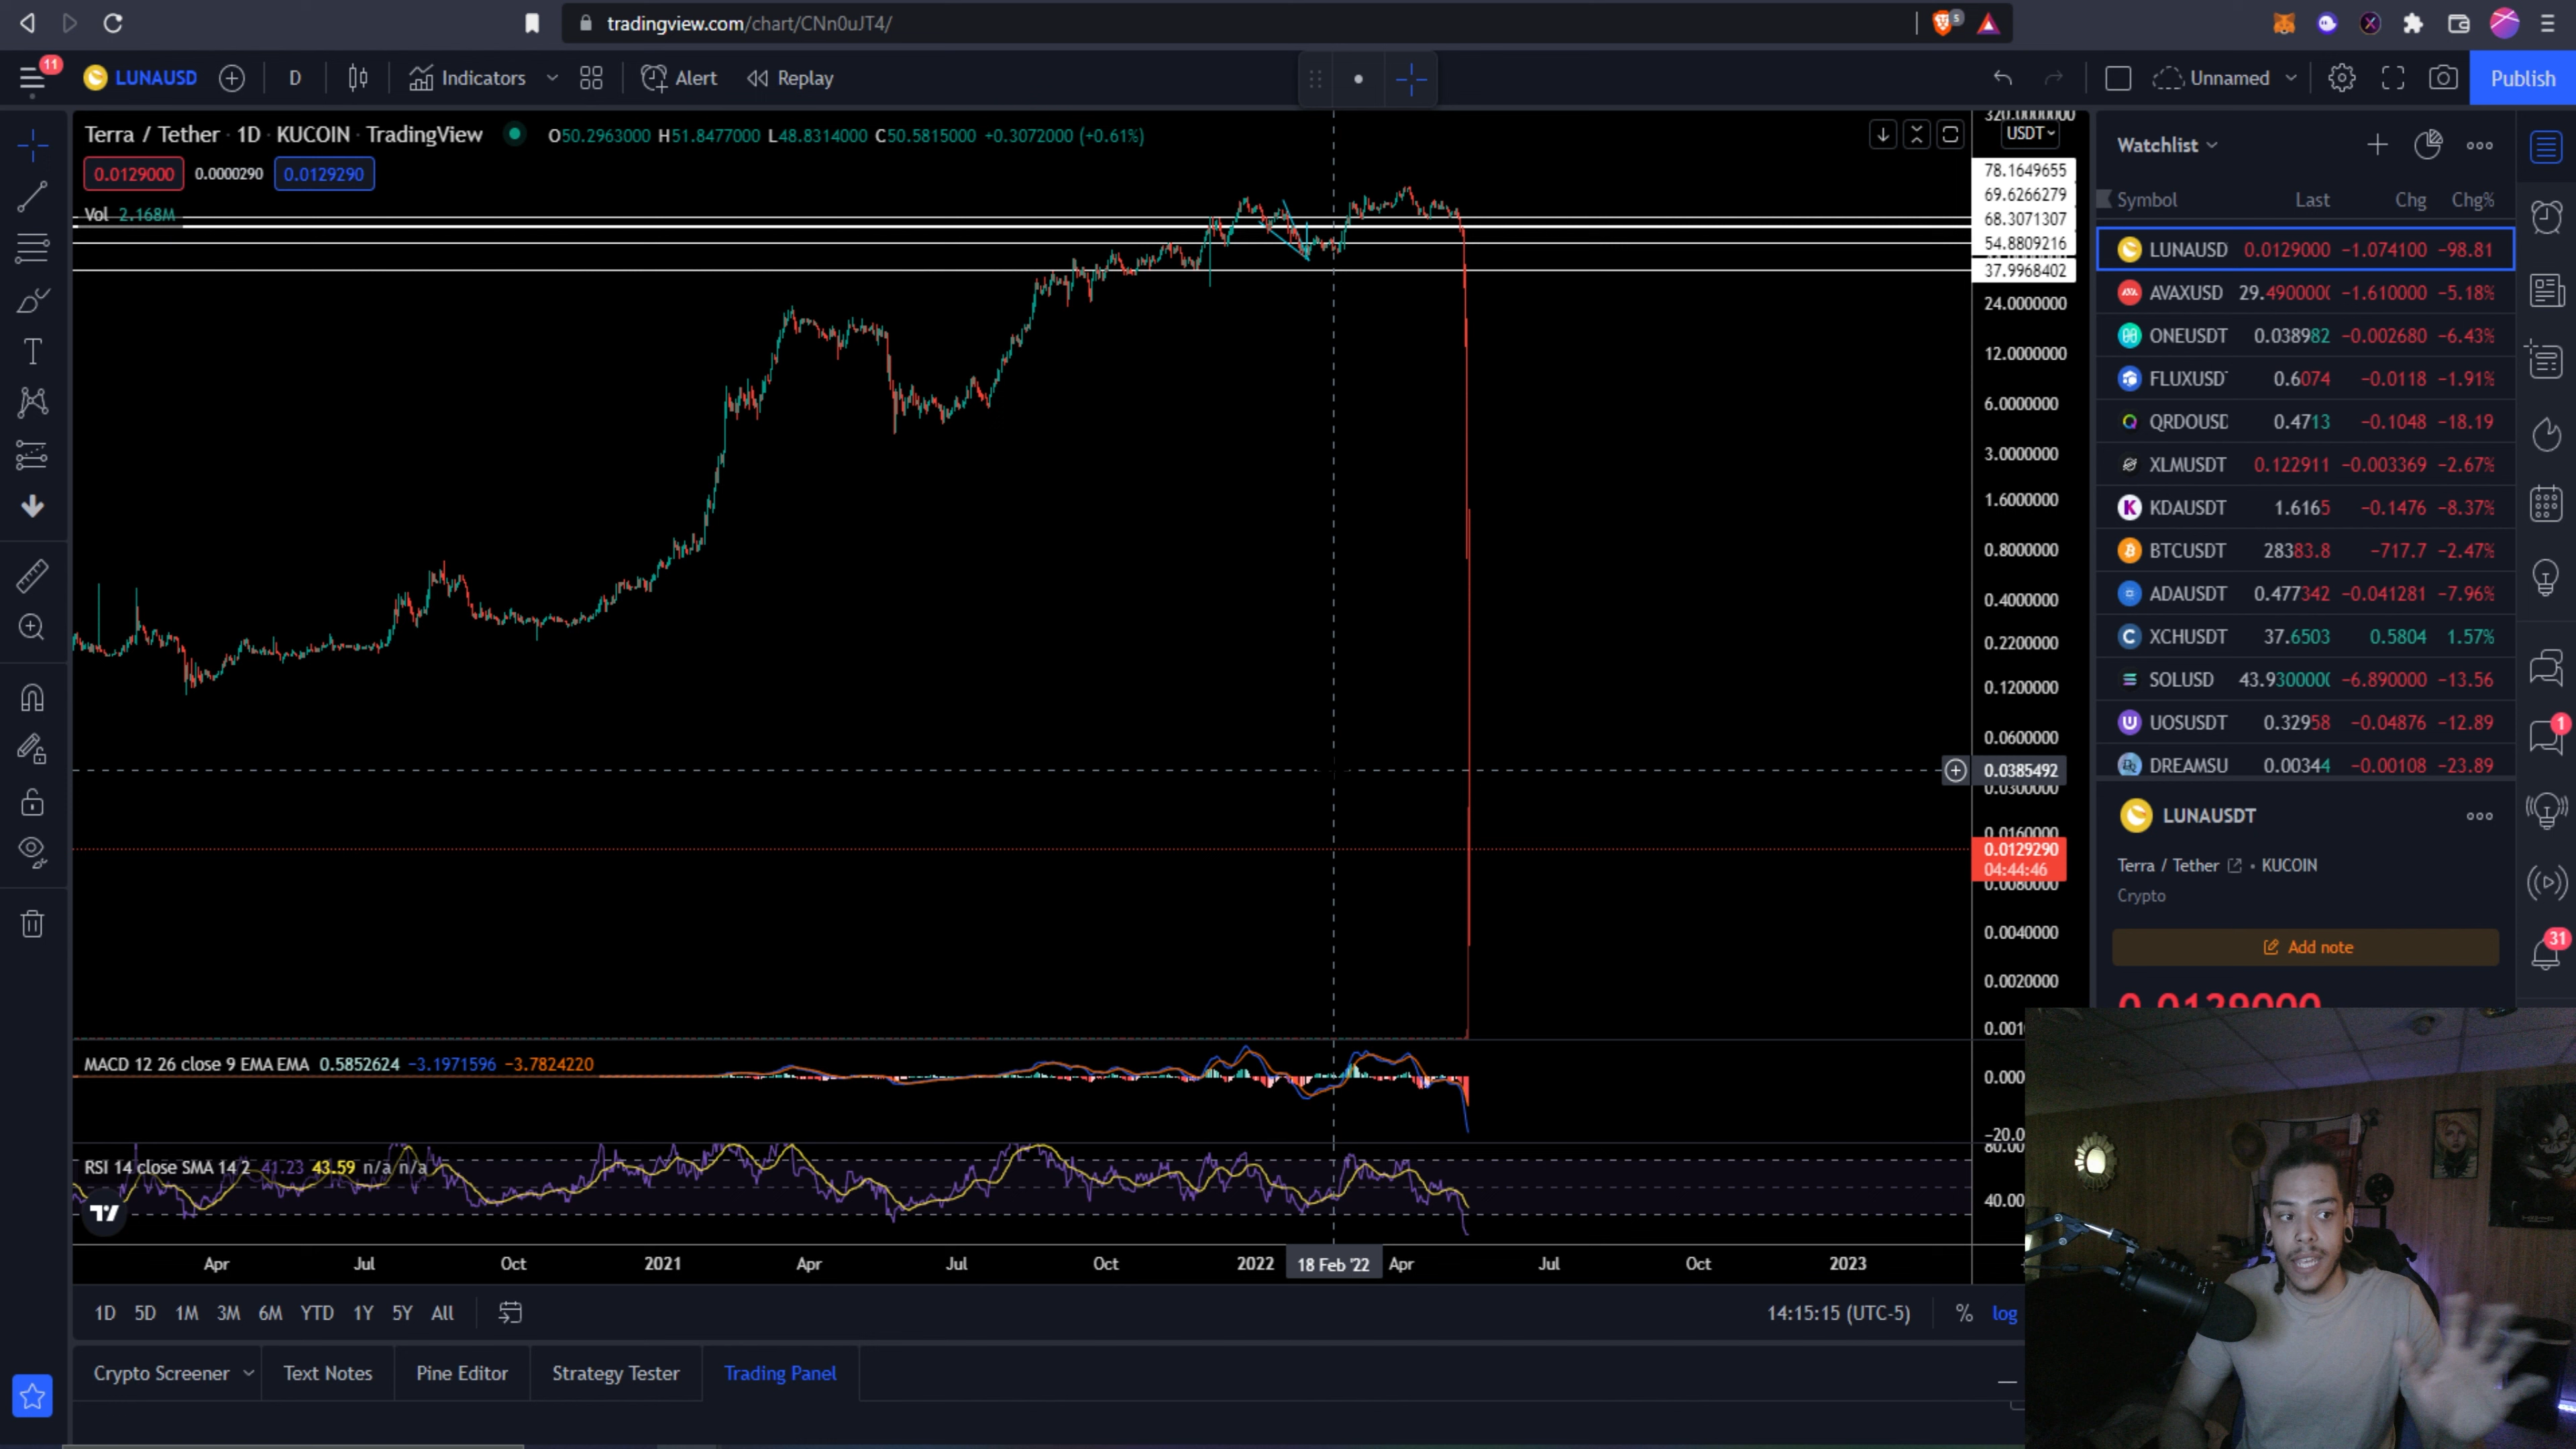 tradingview.com/chart/CNn0uJT4/
5
11
LUNAUSD
D
Indicators
Alert
Replay
Unnamed
Publish
Terra / Tether · 1D · KUCOIN · TradingView
O50.2963000 H51.8477000 L48.8314000 C50.5815000 +0.3072000 (+0.61%)
0.0129000
0.0000290
0.0129290
Vol 2.168M
320.0000000
USDT
78.1649655
69.6266279
68.3071307
54.8809216
37.9968402
24.0000000
12.0000000
6.0000000
3.0000000
1.6000000
0.8000000
0.4000000
0.2200000
0.1200000
0.0600000
0.0385492
0.0300000
0.0160000
0.0129290
04:44:46
0.0080000
0.0040000
0.0020000
0.001
MACD 12 26 close 9 EMA EMA 0.5852624 −3.1971596 −3.7824220
0.000
−20.0
RSI 14 close SMA 14 2 41.23 43.59 n/a n/a
80.00
40.00
Apr
Jul
Oct
2021
Apr
Jul
Oct
2022
18 Feb '22
Apr
Jul
Oct
2023
1D 5D 1M 3M 6M YTD 1Y 5Y All
14:15:15 (UTC-5)
%
log
Crypto Screener
Text Notes
Pine Editor
Strategy Tester
Trading Panel
Watchlist
Symbol Last Chg Chg%
LUNAUSD 0.0129000 −1.074100 −98.81
AVAXUSD 29.4900000 −1.610000 −5.18%
ONEUSDT 0.038982 −0.002680 −6.43%
FLUXUSDT 0.6074 −0.0118 −1.91%
QRDOUSD 0.4713 −0.1048 −18.19
XLMUSDT 0.122911 −0.003369 −2.67%
KDAUSDT 1.6165 −0.1476 −8.37%
BTCUSDT 28383.8 −717.7 −2.47%
ADAUSDT 0.477342 −0.041281 −7.96%
XCHUSDT 37.6503 0.5804 1.57%
SOLUSD 43.9300000 −6.890000 −13.56
UOSUSDT 0.32958 −0.04876 −12.89
DREAMSU 0.00344 −0.00108 −23.89
LUNAUSDT
Terra / Tether · KUCOIN
Crypto
Add note
0.0129000
1
31